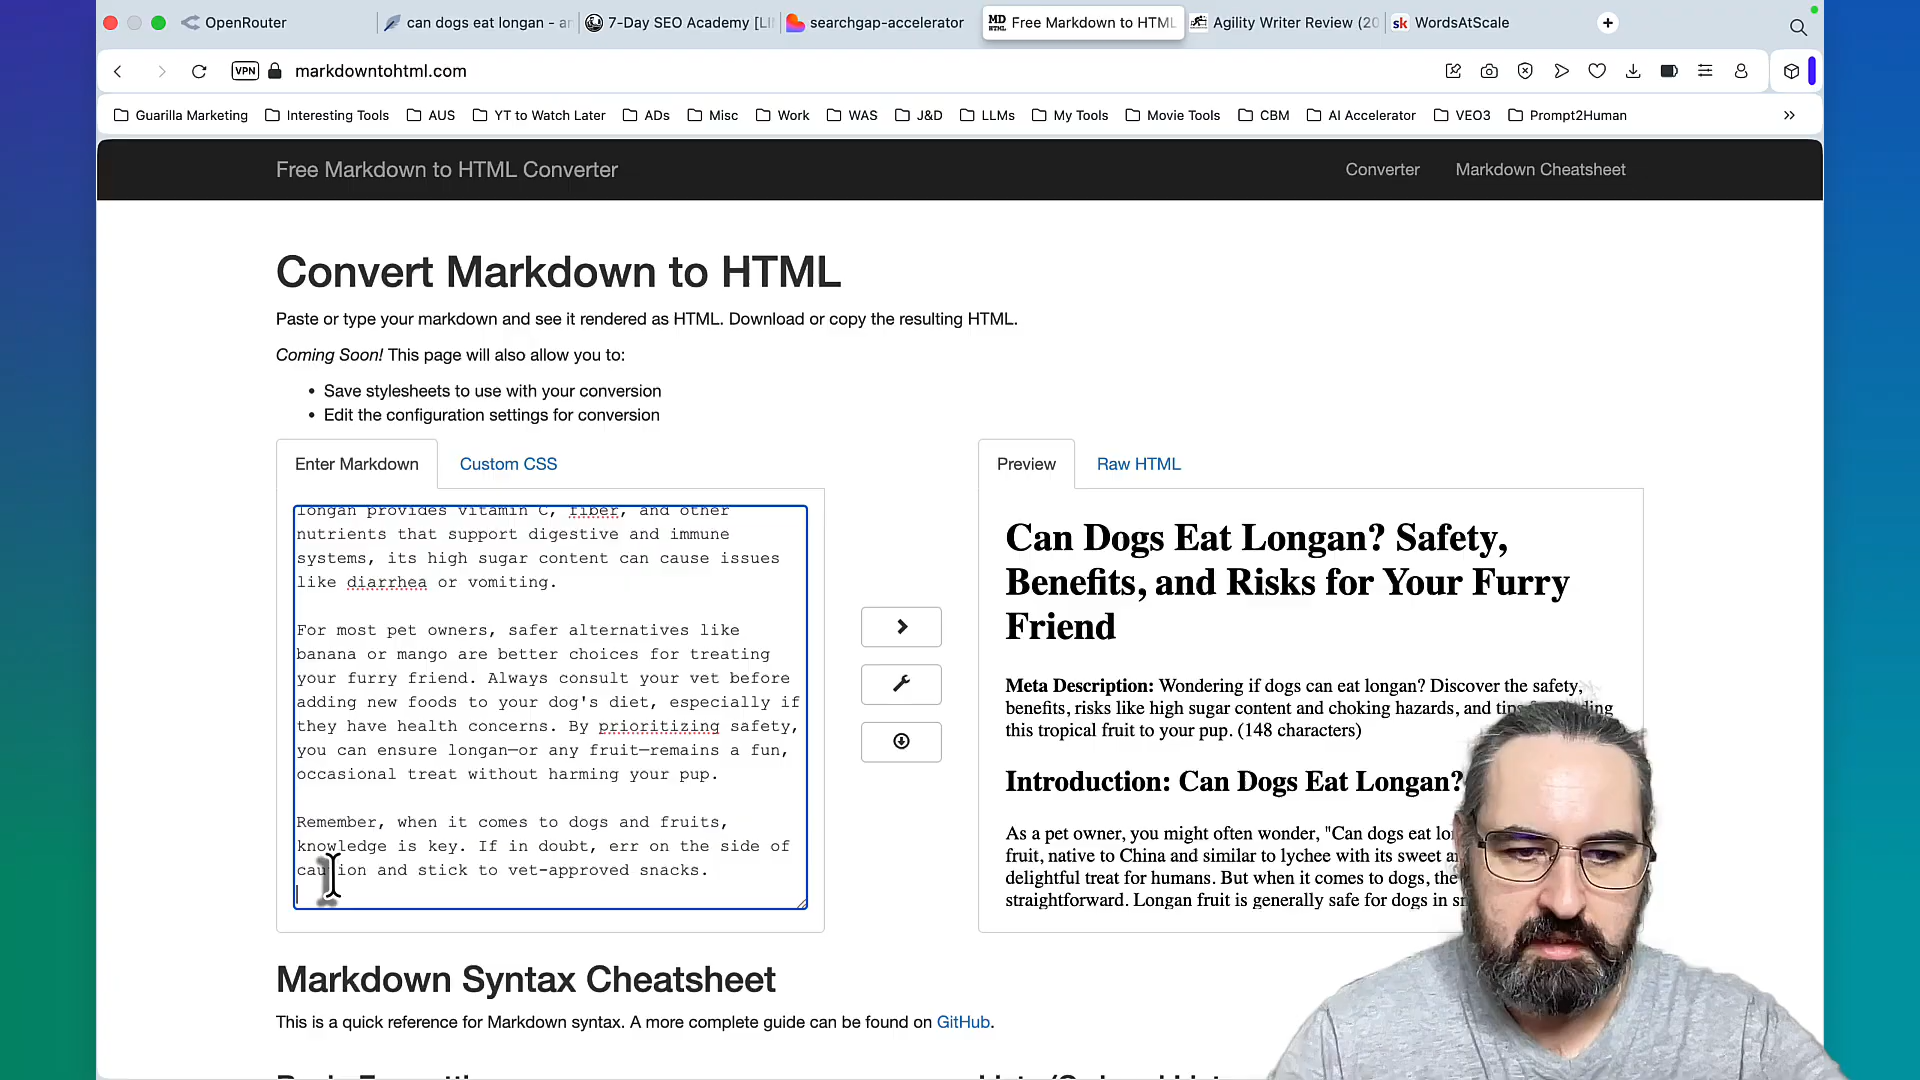 OpenRouter
can dogs eat longan - a
7-Day SEO Academy [LI
searchgap-accelerator
Free Markdown to HTML
Agility Writer Review (20
WordsAtScale
VPN
markdowntohtml.com
Guarilla Marketing
Interesting Tools
AUS
YT to Watch Later
ADs
Misc
Work
WAS
J&D
LLMs
My Tools
Movie Tools
CBM
AI Accelerator
VEO3
Prompt2Human
Free Markdown to HTML Converter
Converter
Markdown Cheatsheet
Convert Markdown to HTML
Paste or type your markdown and see it rendered as HTML. Download or copy the resulting HTML.
Coming Soon! This page will also allow you to:
• Save stylesheets to use with your conversion
• Edit the configuration settings for conversion
Enter Markdown
Custom CSS
longan provides vitamin C, fiber, and other
nutrients that support digestive and immune
systems, its high sugar content can cause issues
like diarrhea or vomiting.
For most pet owners, safer alternatives like
banana or mango are better choices for treating
your furry friend. Always consult your vet before
adding new foods to your dog's diet, especially if
they have health concerns. By prioritizing safety,
you can ensure longan—or any fruit—remains a fun,
occasional treat without harming your pup.
Remember, when it comes to dogs and fruits,
knowledge is key. If in doubt, err on the side of
caution and stick to vet-approved snacks.
Preview
Raw HTML
Can Dogs Eat Longan? Safety,
Benefits, and Risks for Your Furry
Friend
Meta Description: Wondering if dogs can eat longan? Discover the safety,
benefits, risks like high sugar content and choking hazards, and
this tropical fruit to your pup. (148 characters)
Introduction: Can Dogs Eat Longan?
As a pet owner, you might often wonder, "Can dogs eat
fruit, native to China and similar to lychee with its sweet
delightful treat for humans. But when it comes to dogs,
straightforward. Longan fruit is generally safe for dogs in
Markdown Syntax Cheatsheet
This is a quick reference for Markdown syntax. A more complete guide can be found on GitHub.